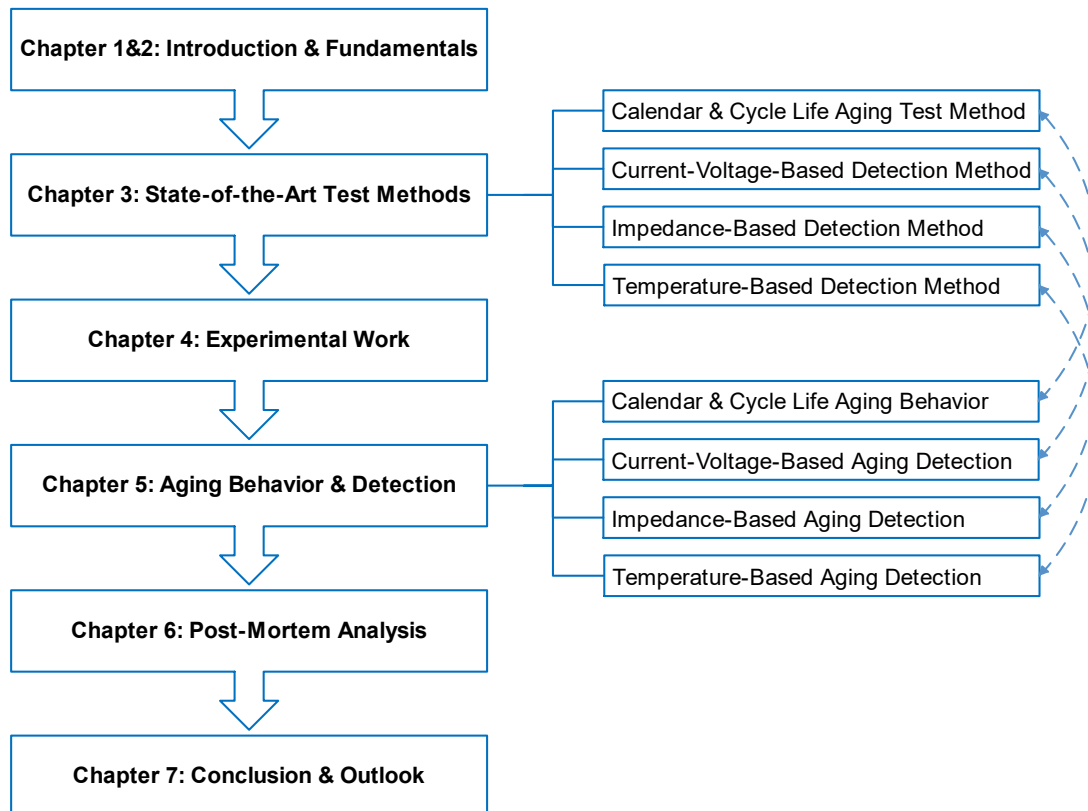 Chapter 1&2: Introduction & Fundamentals
Chapter 3: State-of-the-Art Test Methods
Calendar & Cycle Life Aging Test Method
Current-Voltage-Based Detection Method
Impedance-Based Detection Method
Temperature-Based Detection Method
Chapter 4: Experimental Work
Chapter 5: Aging Behavior & Detection
Calendar & Cycle Life Aging Behavior
Current-Voltage-Based Aging Detection
Impedance-Based Aging Detection
Temperature-Based Aging Detection
Chapter 6: Post-Mortem Analysis
Chapter 7: Conclusion & Outlook